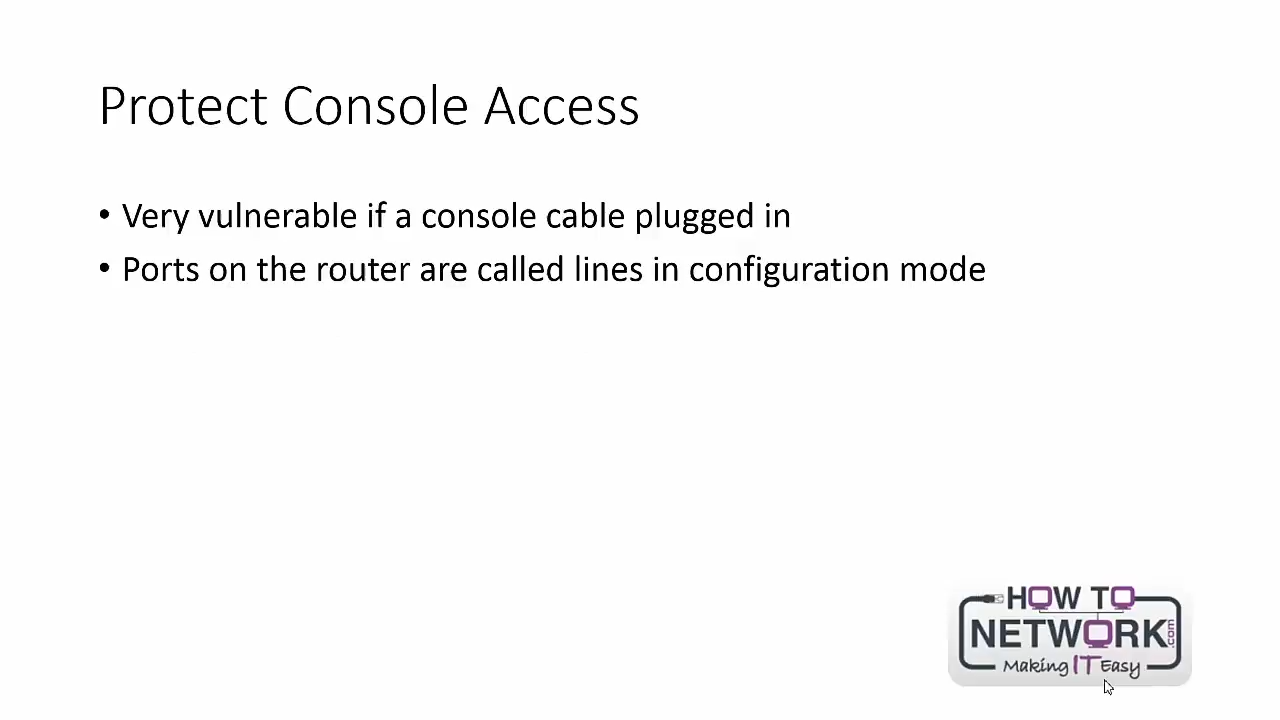 Protect Console Access
• Very vulnerable if a console cable plugged in
• Ports on the router are called lines in configuration mode
HOW TO
NETWORK.com
Making IT Easy